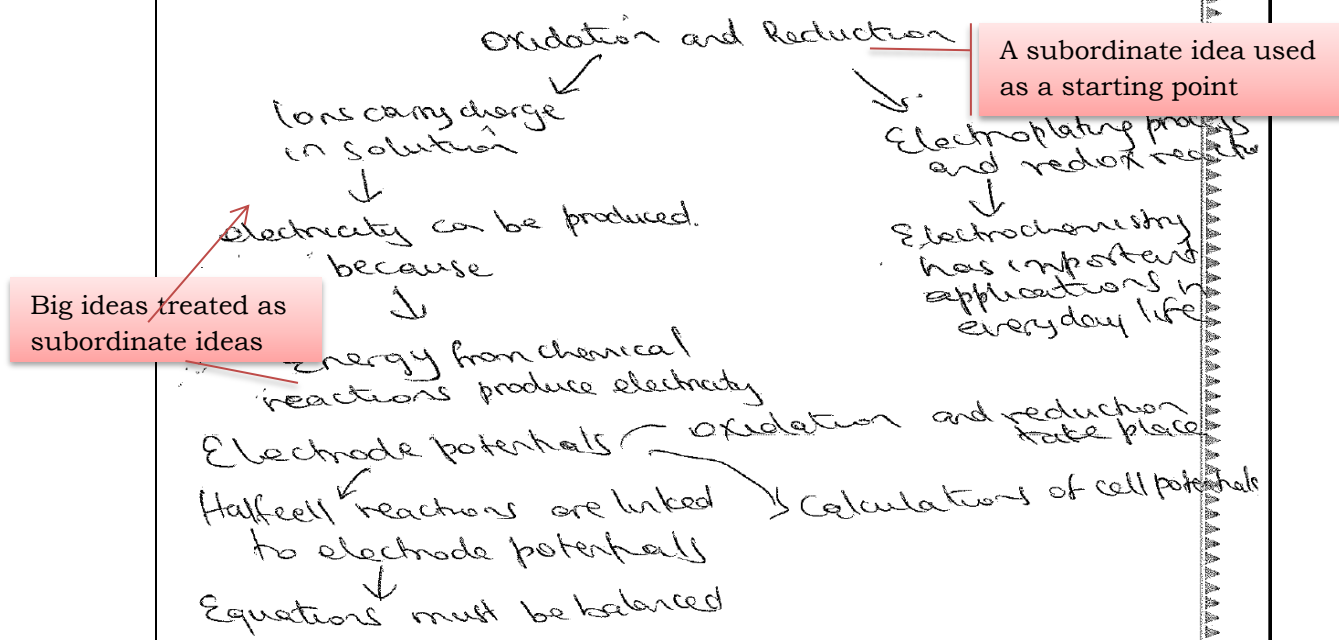 Oxidation and Reduction
A subordinate idea used
as a starting point
Ions carry charge
in solution
Electroplating process
and redox reactio
electricity can be produced.
because
Electrochemistry
has important
applications in
everyday life
Big ideas treated as
subordinate ideas
Energy from chemical
reactions produce electricity
Electrode potentials
oxidation and reduction
take place
Half cell reactions are linked
to electrode potentials
Calculations of cell potentials
Equations must be balanced